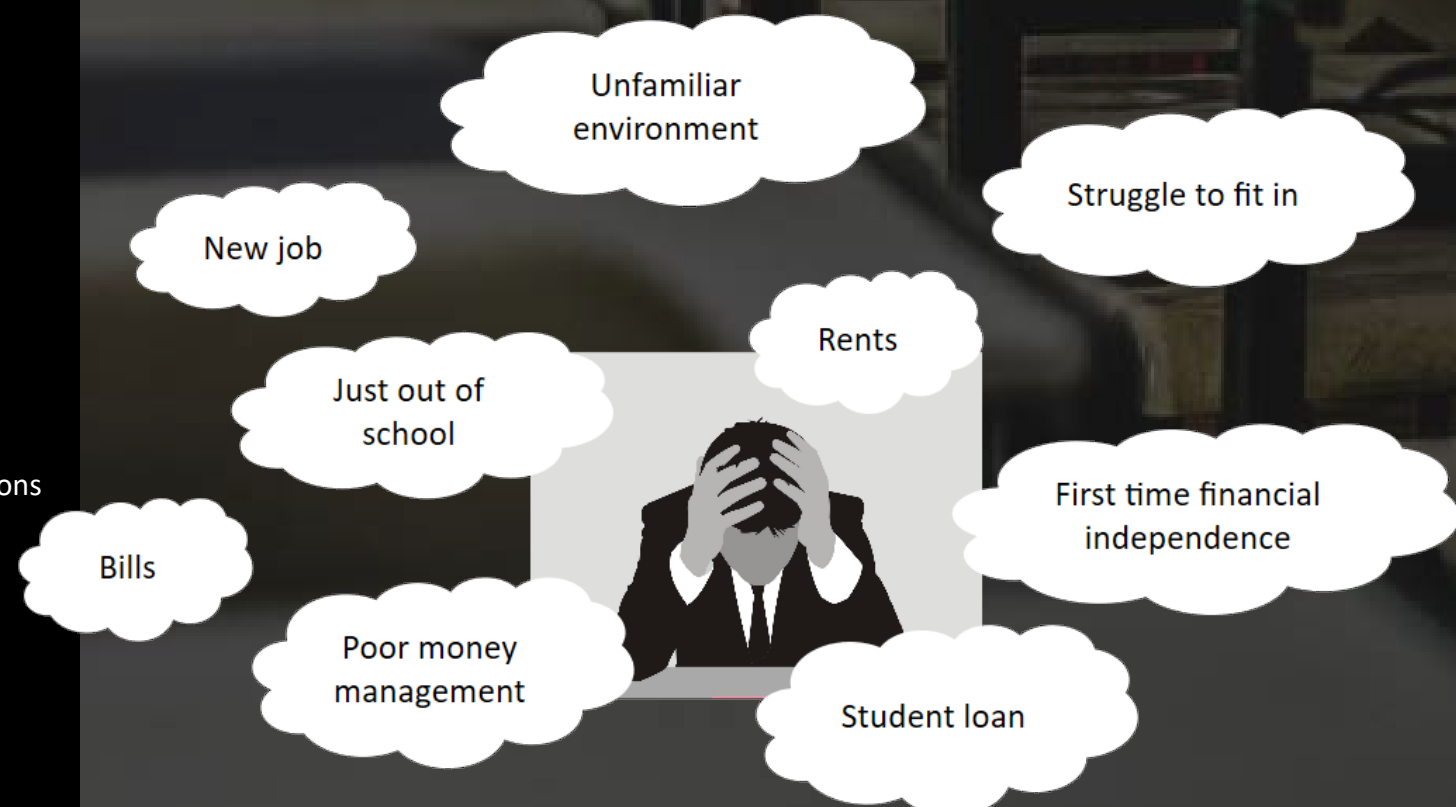 Unfamiliar
environment
Struggle to fit in
New job
Rents
Just out of
school
First time financial
independence
Bills
Poor money
management
Student loan